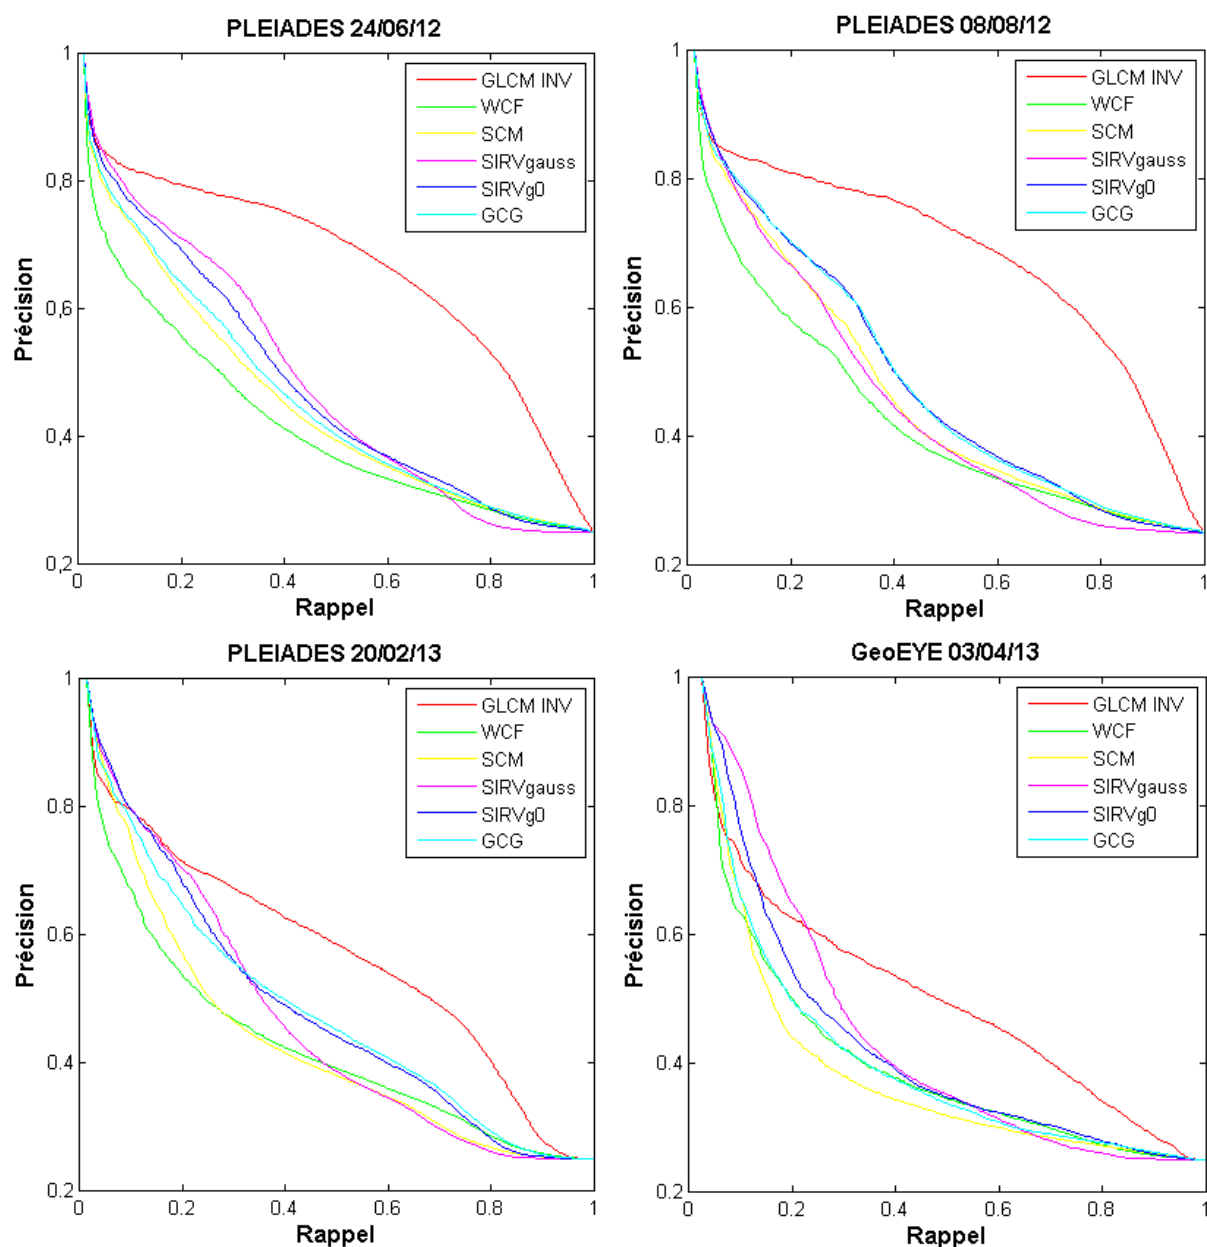 PLEIADES 24/06/12
1
0.8
0.6
0.4
0.2
Précision
GLCM INV
WCF
SCM
SIRVgauss
SIRVg0
GCG
0 0.2 0.4 0.6 0.8 1
Rappel
PLEIADES 08/08/12
1
0.8
0.6
0.4
0.2
Précision
GLCM INV
WCF
SCM
SIRVgauss
SIRVg0
GCG
0 0.2 0.4 0.6 0.8 1
Rappel
PLEIADES 20/02/13
1
0.8
0.6
0.4
0.2
Précision
GLCM INV
WCF
SCM
SIRVgauss
SIRVg0
GCG
0 0.2 0.4 0.6 0.8 1
Rappel
GeoEYE 03/04/13
1
0.8
0.6
0.4
0.2
Précision
GLCM INV
WCF
SCM
SIRVgauss
SIRVg0
GCG
0 0.2 0.4 0.6 0.8 1
Rappel